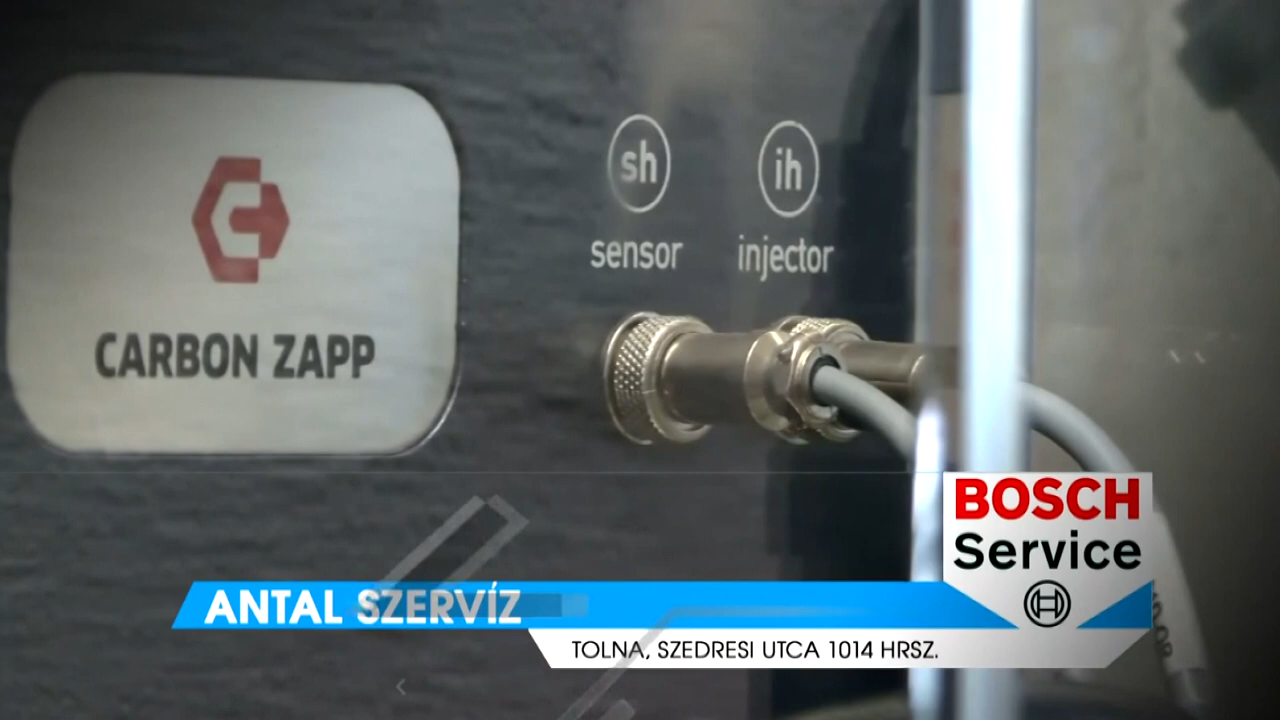 sh
ih
sensor
injector
CARBON ZAPP
BOSCH
Service
ANTAL SZERVÍZ
TOLNA, SZEDRESI UTCA 1014 HRSZ.